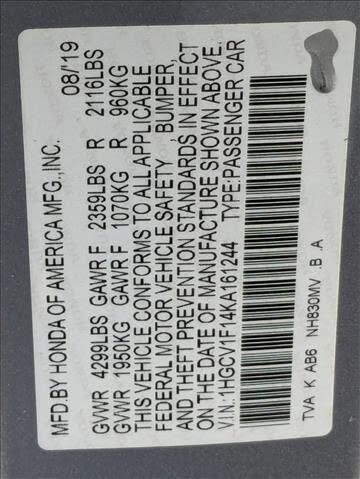 MFD.BY HONDA OF AMERICA MFG.,INC. 08/'19
GVWR 4299LBS GAWR F 2359LBS R 2116LBS
GVWR 1950KG GAWR F 1070KG R 960KG
THIS VEHICLE CONFORMS TO ALL APPLICABLE
FEDERAL MOTOR VEHICLE SAFETY BUMPER,
AND THEFT PREVENTION STANDARDS IN EFFECT
ON THE DATE OF MANUFACTURE SHOWN ABOVE.
V.I.N.:1HGCV1F14KA161244 TYPE:PASSENGER CAR
TVA K AB6 NH830MV .B .A